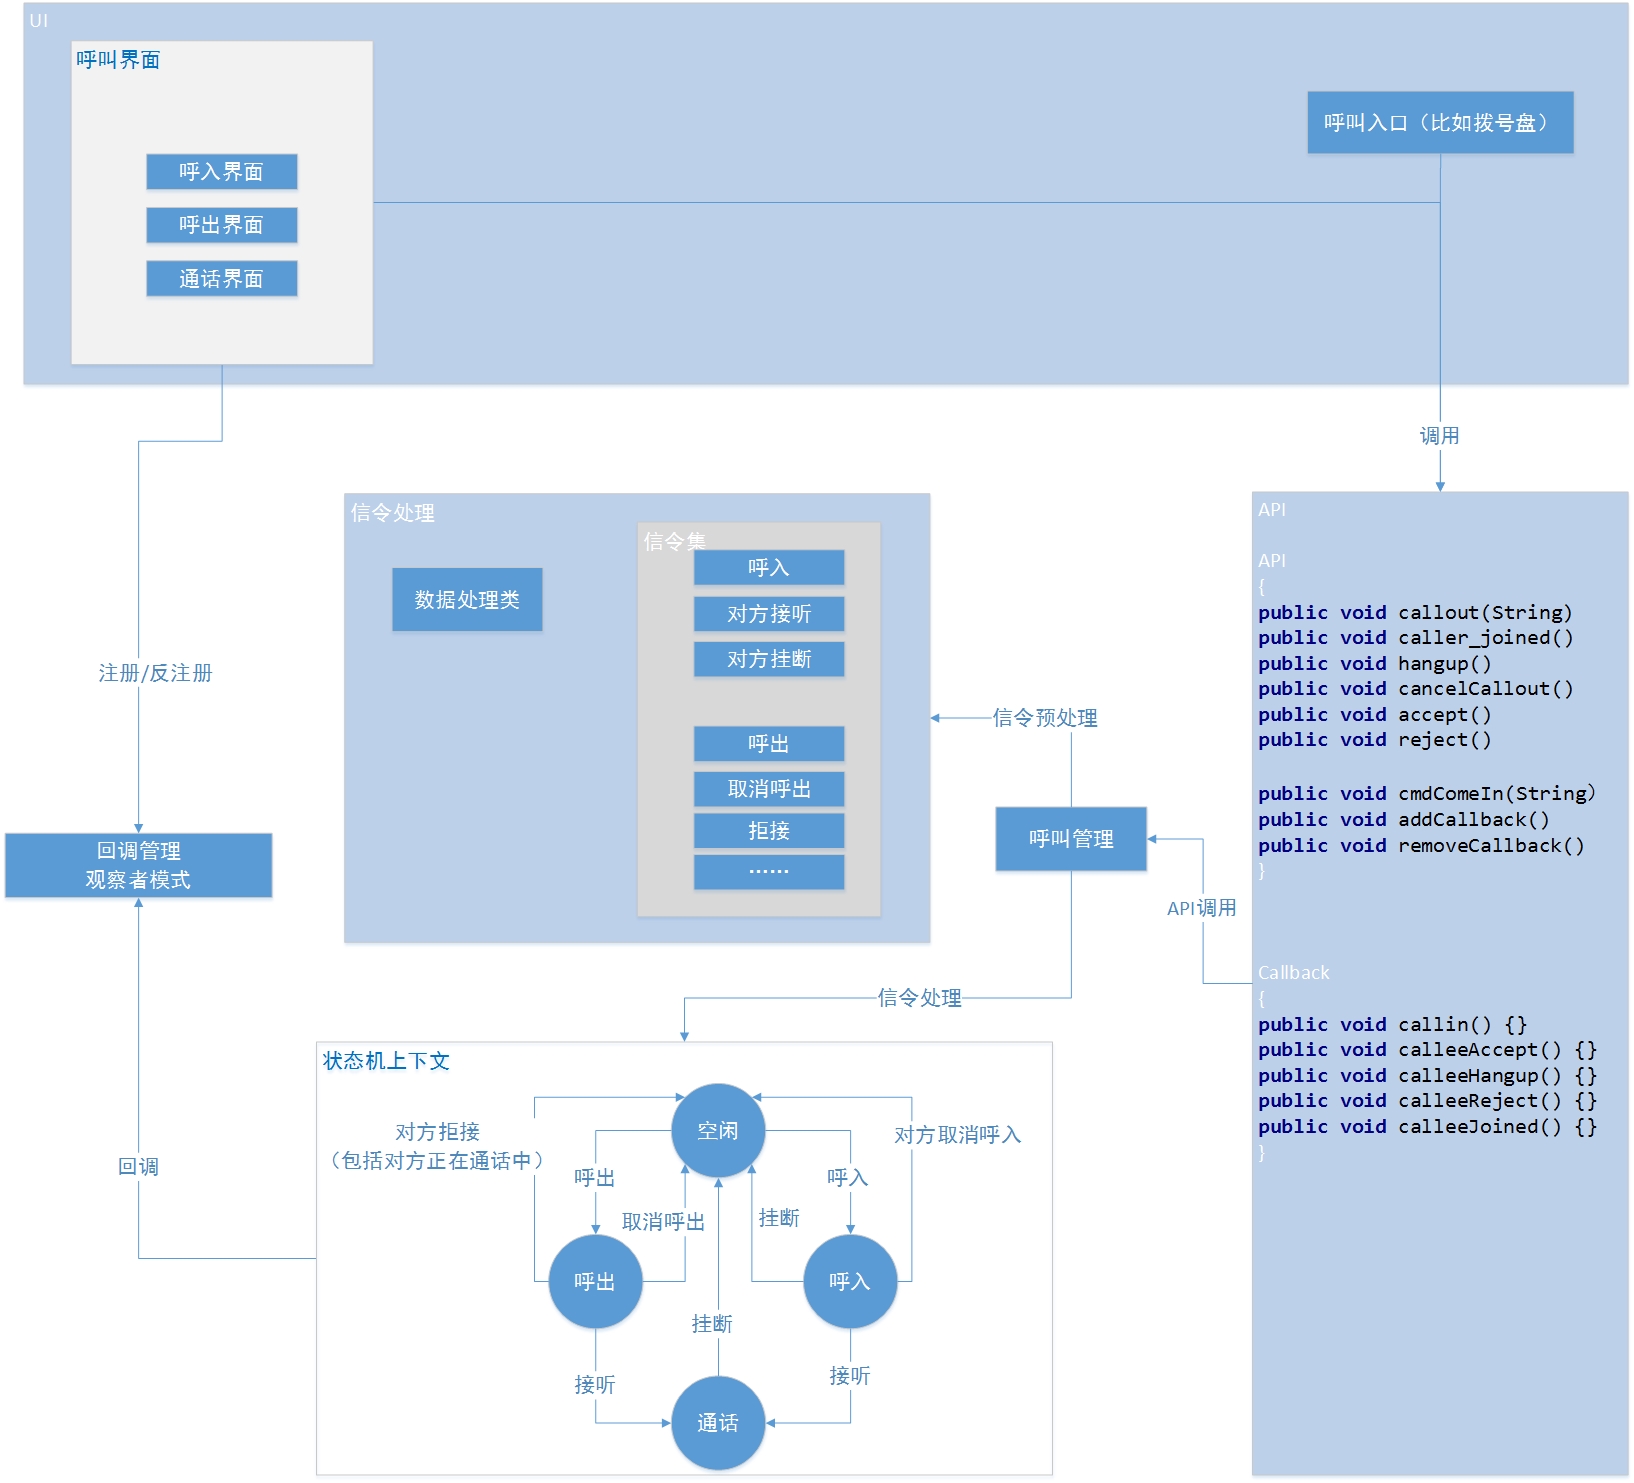 UI
呼叫界面
呼入界面
呼出界面
通话界面
呼叫入口（比如拨号盘）
调用
注册/反注册
回调管理
观察者模式
回调
信令处理
数据处理类
信令集
呼入
对方接听
对方挂断
呼出
取消呼出
拒接
······
信令预处理
呼叫管理
API调用
信令处理
API
API
{
public void callout(String)
public void caller_joined()
public void hangup()
public void cancelCallout()
public void accept()
public void reject()
public void cmdComeIn(String）
public void addCallback()
public void removeCallback()
}
Callback
{
public void callin() {}
public void calleeAccept() {}
public void calleeHangup() {}
public void calleeReject() {}
public void calleeJoined() {}
}
状态机上下文
空闲
对方拒接
（包括对方正在通话中）
对方取消呼入
呼出
呼入
取消呼出
挂断
呼出
呼入
挂断
接听
接听
通话